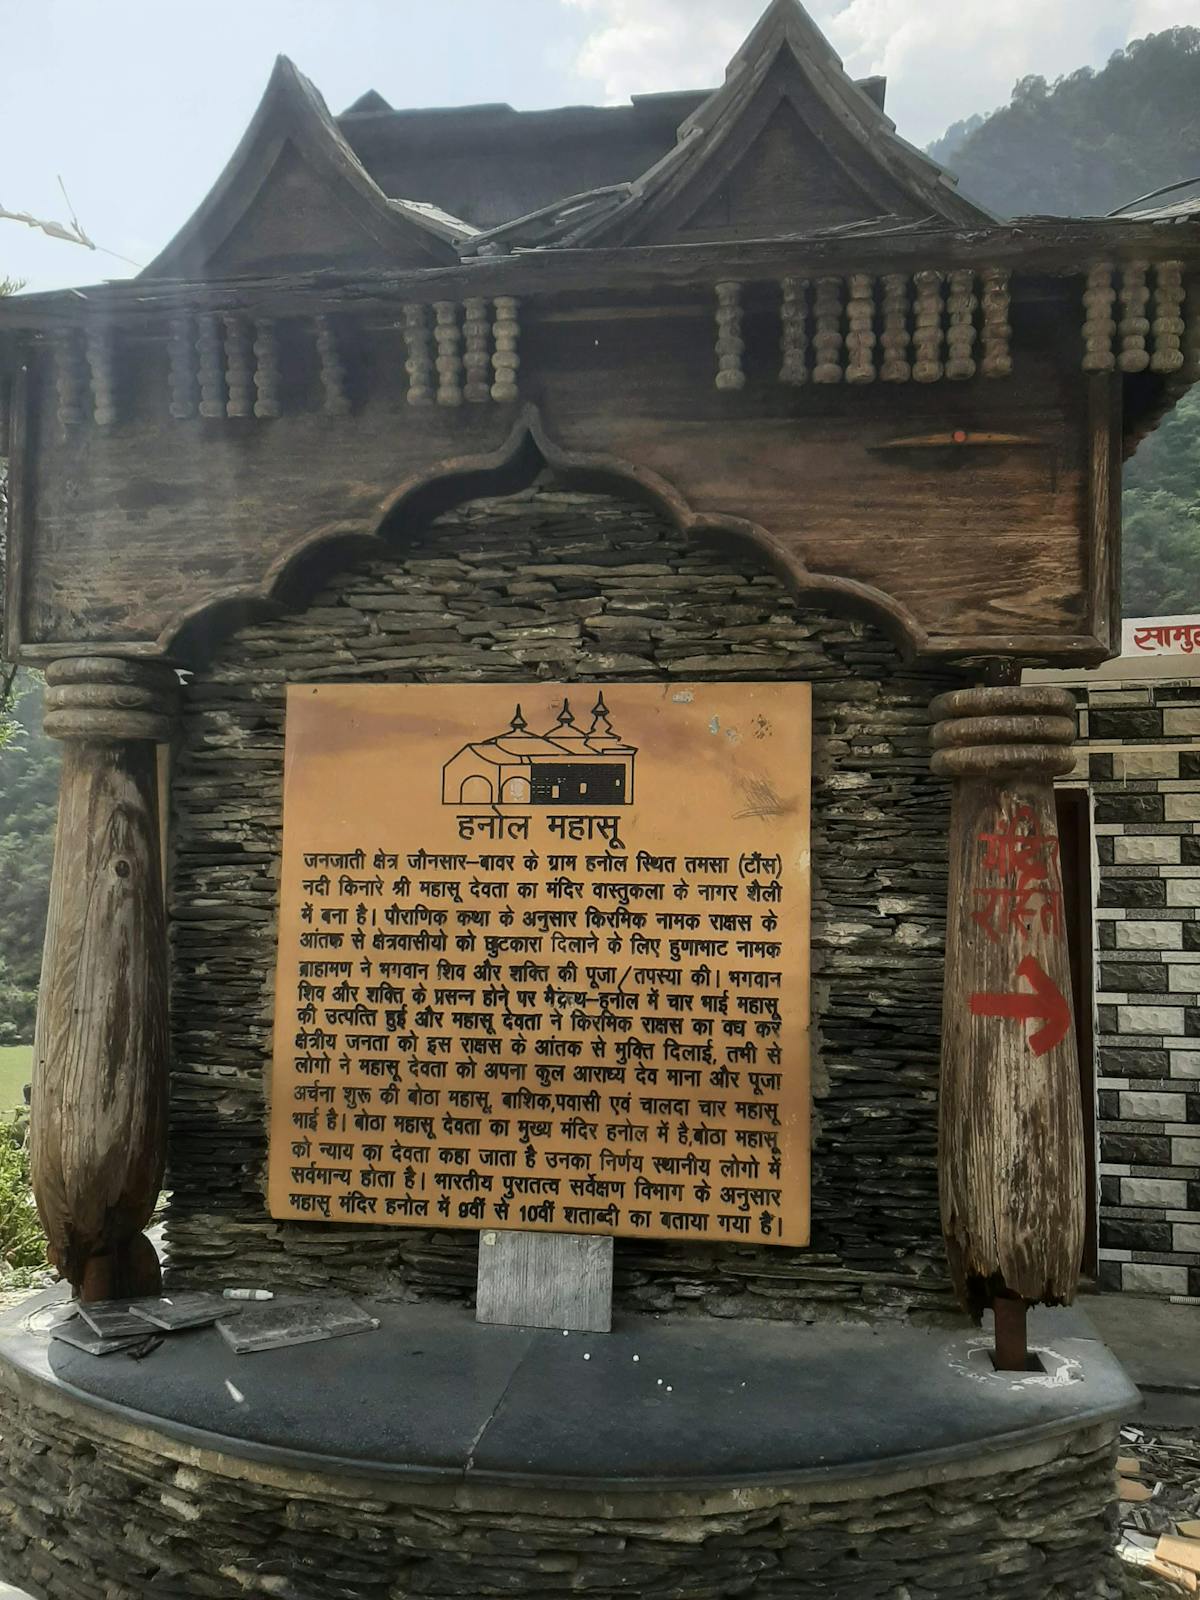 हनोल महासू
जनजाती क्षेत्र जौनसार–बावर के ग्राम हनोल स्थित तमसा (टौंस)
नदी किनारे श्री महासू देवता का मंदिर वास्तुकला के नागर शैली
में बना है। पौराणिक कथा के अनुसार किरमिक नामक राक्षस के
आंतक से क्षेत्रवासीयो को छुटकारा दिलाने के लिए हुणाभाट नामक
ब्राहामण ने भगवान शिव और शक्ति की पूजा/तपस्या की। भगवान
शिव और शक्ति के प्रसन्न होने पर मैद्रथ–हनोल में चार भाई महासू
की उत्पत्ति हुई और महासू देवता ने किरमिक राक्षस का वध कर
क्षेत्रीय जनता को इस राक्षस के आंतक से मुक्ति दिलाई, तभी से
लोगो ने महासू देवता को अपना कुल आराध्य देव माना और पूजा
अर्चना शुरू की बोठा महासू, बाशिक,पवासी एवं चालदा चार महासू
भाई है। बोठा महासू देवता का मुख्य मंदिर हनोल में है,बोठा महासू
को न्याय का देवता कहा जाता है उनका निर्णय स्थानीय लोगो में
सर्वमान्य होता है। भारतीय पुरातत्व सर्वेक्षण विभाग के अनुसार
महासू मंदिर हनोल में 9वीं से 10वीं शताब्दी का बताया गया है।
मंदिर
रास्ता